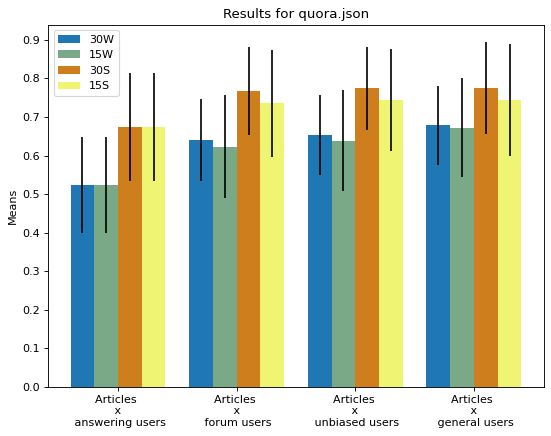 Results for quora.json
30W
15W
30S
15S
Means
0.9
0.8
0.7
0.6
0.5
0.4
0.3
0.2
0.1
0.0
Articles
x
answering users
Articles
x
forum users
Articles
x
unbiased users
Articles
x
general users